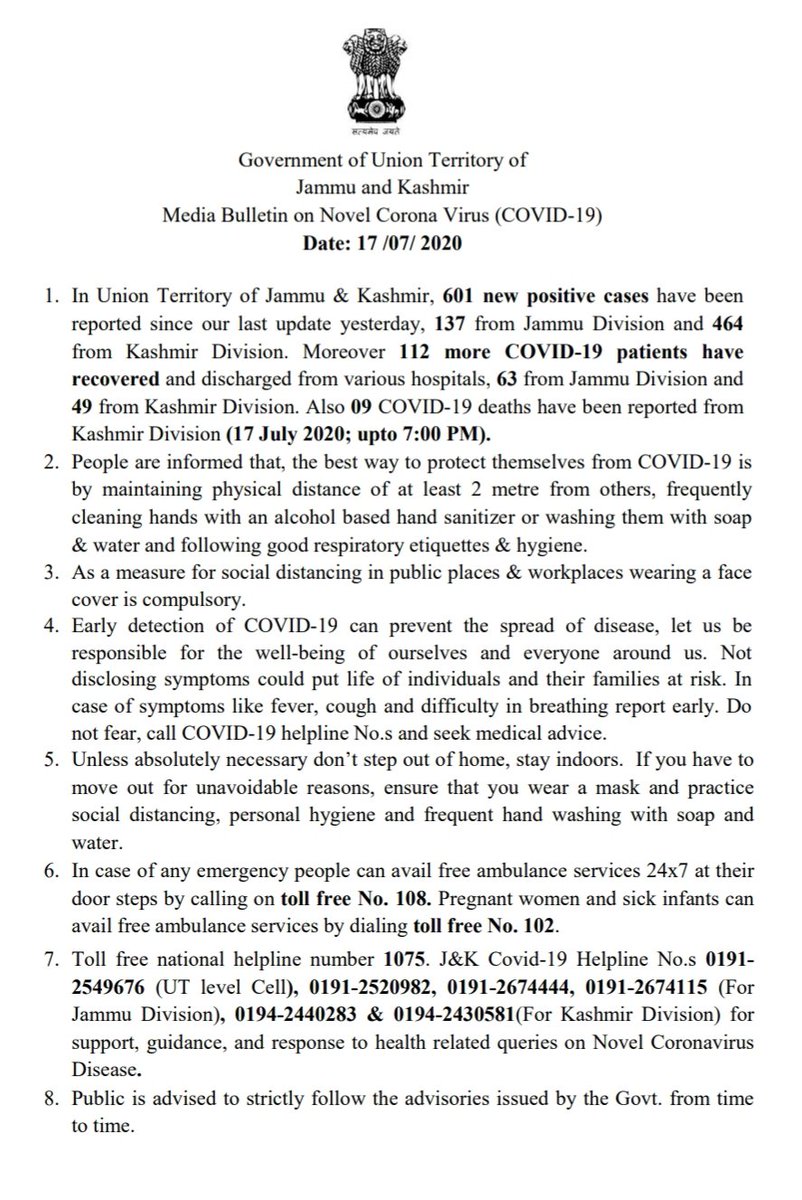 सत्यमेव जयते
Government of Union Territory of
Jammu and Kashmir
Media Bulletin on Novel Corona Virus (COVID-19)
Date: 17 /07/ 2020
1. In Union Territory of Jammu & Kashmir, 601 new positive cases have been
reported since our last update yesterday, 137 from Jammu Division and 464
from Kashmir Division. Moreover 112 more COVID-19 patients have
recovered and discharged from various hospitals, 63 from Jammu Division and
49 from Kashmir Division. Also 09 COVID-19 deaths have been reported from
Kashmir Division (17 July 2020; upto 7:00 PM).
2. People are informed that, the best way to protect themselves from COVID-19 is
by maintaining physical distance of at least 2 metre from others, frequently
cleaning hands with an alcohol based hand sanitizer or washing them with soap
& water and following good respiratory etiquettes & hygiene.
3. As a measure for social distancing in public places & workplaces wearing a face
cover is compulsory.
4. Early detection of COVID-19 can prevent the spread of disease, let us be
responsible for the well-being of ourselves and everyone around us. Not
disclosing symptoms could put life of individuals and their families at risk. In
case of symptoms like fever, cough and difficulty in breathing report early. Do
not fear, call COVID-19 helpline No.s and seek medical advice.
5. Unless absolutely necessary don’t step out of home, stay indoors. If you have to
move out for unavoidable reasons, ensure that you wear a mask and practice
social distancing, personal hygiene and frequent hand washing with soap and
water.
6. In case of any emergency people can avail free ambulance services 24x7 at their
door steps by calling on toll free No. 108. Pregnant women and sick infants can
avail free ambulance services by dialing toll free No. 102.
7. Toll free national helpline number 1075. J&K Covid-19 Helpline No.s 0191-
2549676 (UT level Cell), 0191-2520982, 0191-2674444, 0191-2674115 (For
Jammu Division), 0194-2440283 & 0194-2430581(For Kashmir Division) for
support, guidance, and response to health related queries on Novel Coronavirus
Disease.
8. Public is advised to strictly follow the advisories issued by the Govt. from time
to time.